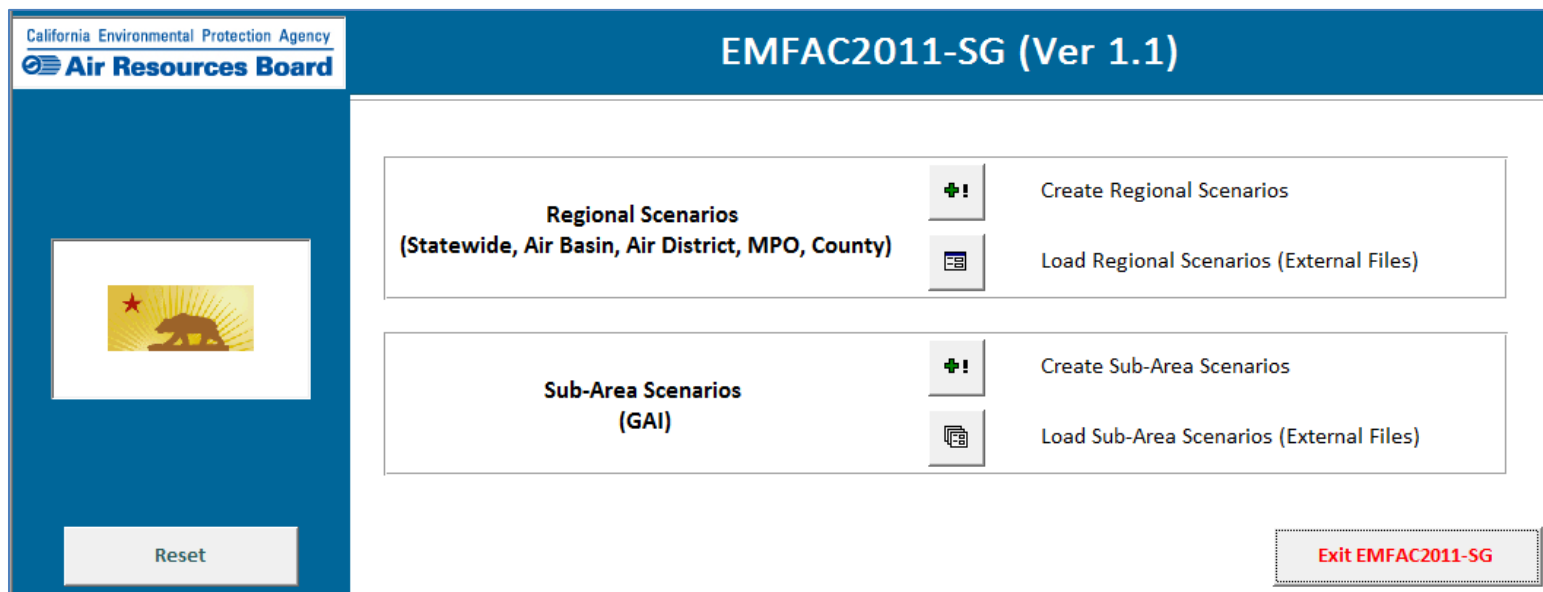 California Environmental Protection Agency
Air Resources Board
EMFAC2011-SG (Ver 1.1)
Regional Scenarios
(Statewide, Air Basin, Air District, MPO, County)
Create Regional Scenarios
Load Regional Scenarios (External Files)
Sub-Area Scenarios
(GAI)
Create Sub-Area Scenarios
Load Sub-Area Scenarios (External Files)
Reset
Exit EMFAC2011-SG